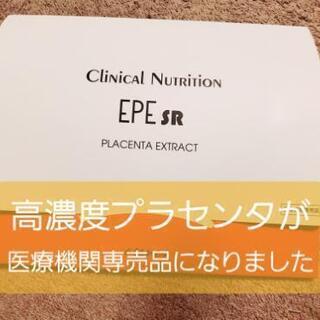 Clinical Nutrition
EPE SR
PLACENTA EXTRACT
高濃度プラセンタが
医療機関専売品になりました